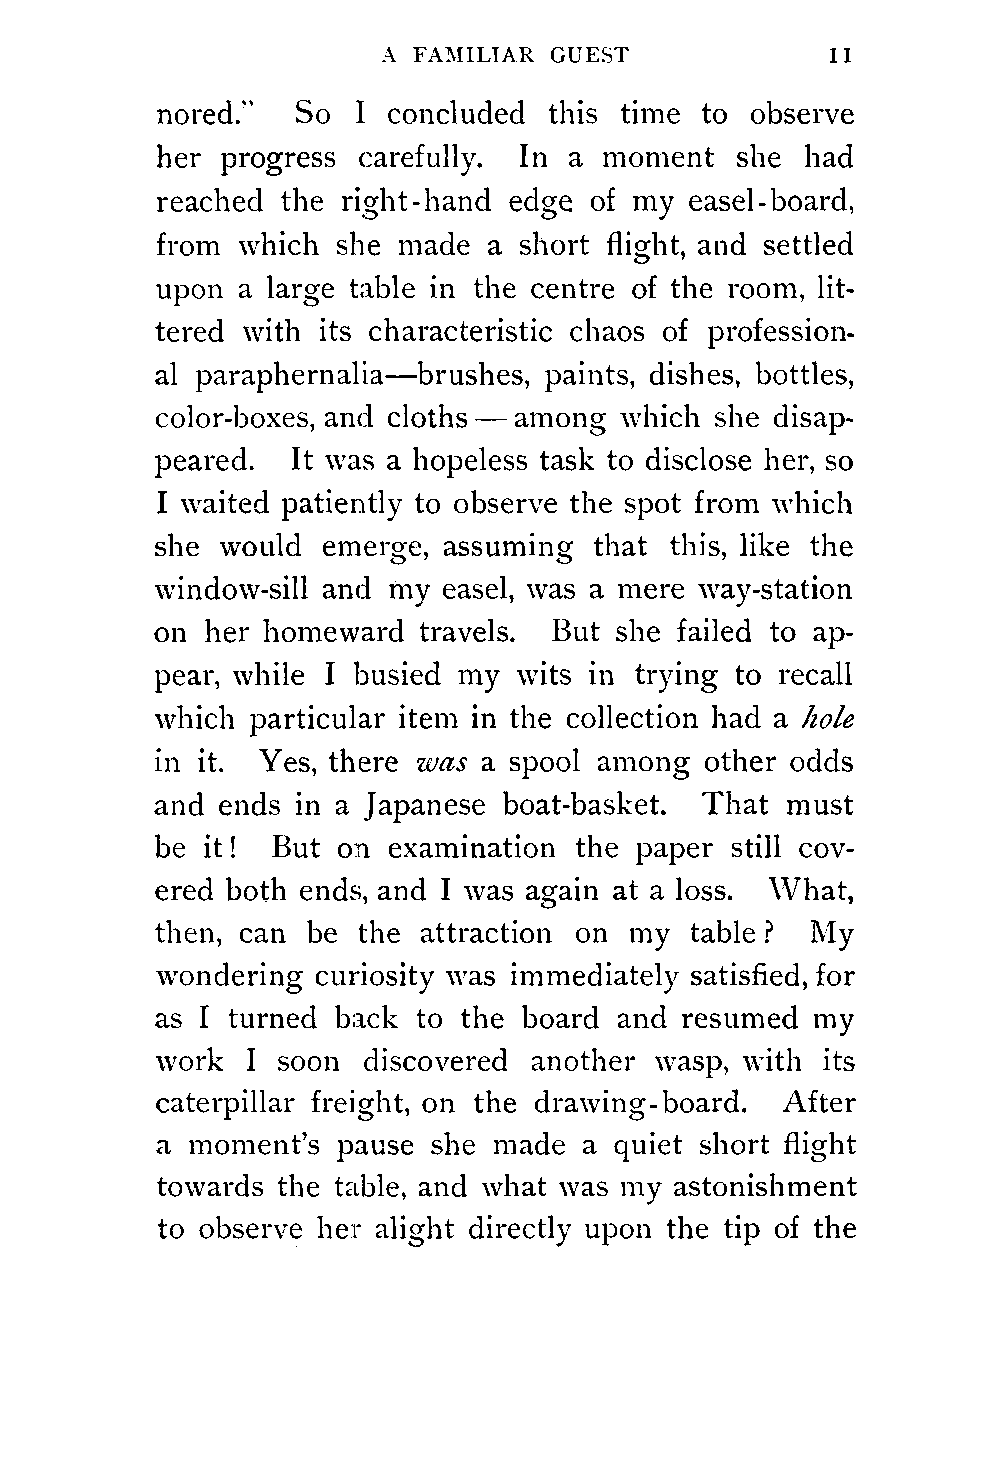 A FAMILIAR GUEST 11
nored." So I concluded this time to observe
her progress carefully. In a moment she had
reached the right-hand edge of my easel-board,
from which she made a short flight, and settled
upon a large table in the centre of the room, lit-
tered with its characteristic chaos of profession-
al paraphernalia—brushes, paints, dishes, bottles,
color-boxes, and cloths — among which she disap-
peared. It was a hopeless task to disclose her, so
I waited patiently to observe the spot from which
she would emerge, assuming that this, like the
window-sill and my easel, was a mere way-station
on her homeward travels. But she failed to ap-
pear, while I busied my wits in trying to recall
which particular item in the collection had a hole
in it. Yes, there was a spool among other odds
and ends in a Japanese boat-basket. That must
be it! But on examination the paper still cov-
ered both ends, and I was again at a loss. What,
then, can be the attraction on my table? My
wondering curiosity was immediately satisfied, for
as I turned back to the board and resumed my
work I soon discovered another wasp, with its
caterpillar freight, on the drawing-board. After
a moment's pause she made a quiet short flight
towards the table, and what was my astonishment
to observe her alight directly upon the tip of the